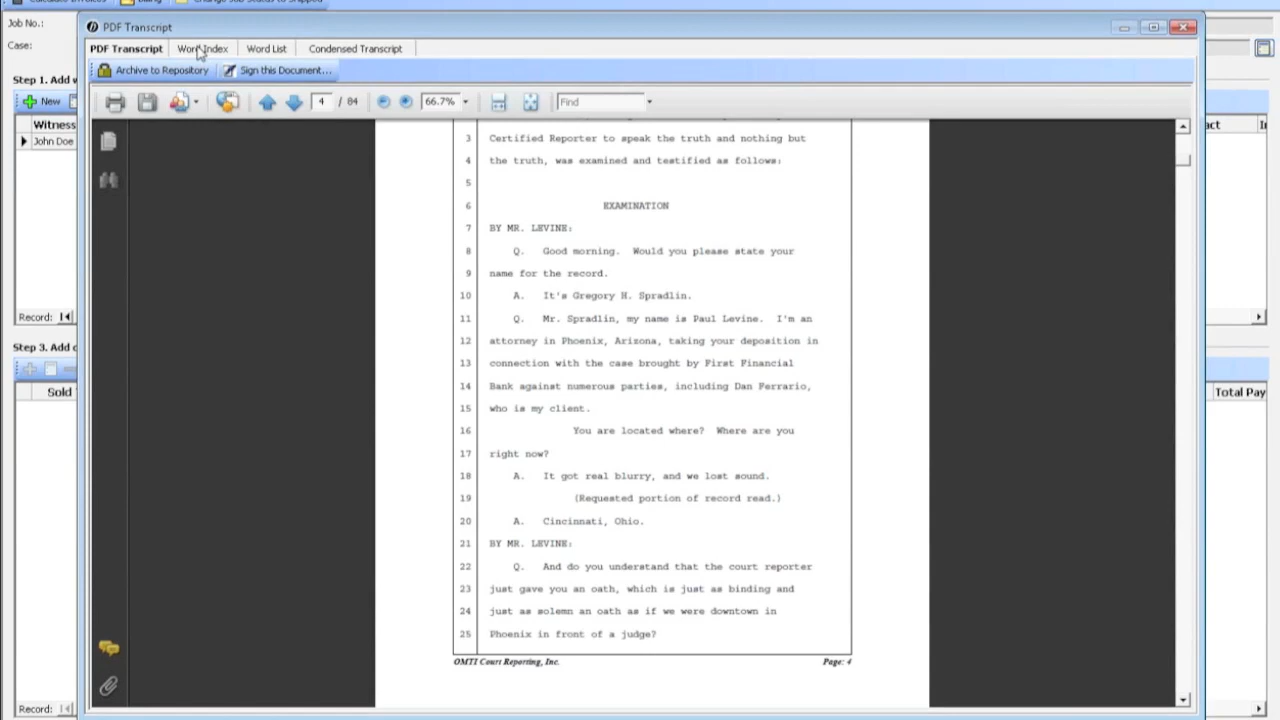 Change Job Status to Shipped
Job No.:
PDF Transcript
Case:
PDF Transcript Word Index Word List Condensed Transcript
Archive to Repository Sign this Document...
Step 1. Add w
New
4 / 84 66.7% Find
Witness
act
John Doe
3 Certified Reporter to speak the truth and nothing but
4 the truth, was examined and testified as follows:
5
6 EXAMINATION
7 BY MR. LEVINE:
8 Q. Good morning. Would you please state your
9 name for the record.
10 A. It's Gregory H. Spradlin.
11 Q. Mr. Spradlin, my name is Paul Levine. I'm an
12 attorney in Phoenix, Arizona, taking your deposition in
13 connection with the case brought by First Financial
14 Bank against numerous parties, including Dan Ferrario,
15 who is my client.
16 You are located where? Where are you
17 right now?
18 A. It got real blurry, and we lost sound.
19 (Requested portion of record read.)
20 A. Cincinnati, Ohio.
21 BY MR. LEVINE:
22 Q. And do you understand that the court reporter
23 just gave you an oath, which is just as binding and
24 just as solemn an oath as if we were downtown in
25 Phoenix in front of a judge?
OMTI Court Reporting, Inc. Page: 4
Record:
Step 3. Add c
Sold
Total Pay
Record: